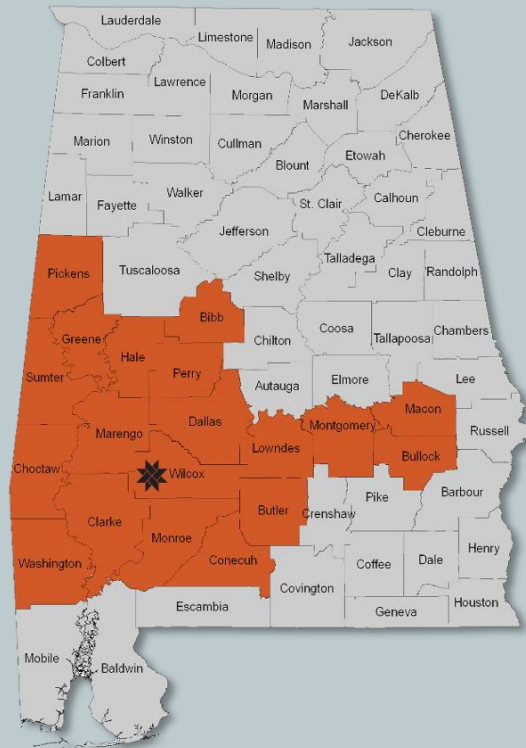 Lauderdale
Limestone
Madison
Jackson
Colbert
Lawrence
Franklin
Morgan
Marshall
DeKalb
Cherokee
Marion
Winston
Cullman
Blount
Etowah
Lamar
Fayette
Walker
St. Clair
Calhoun
Jefferson
Cleburne
Pickens
Tuscaloosa
Shelby
Talladega
Clay
Randolph
Greene
Bibb
Hale
Chilton
Coosa
Tallapoosa
Chambers
Sumter
Perry
Autauga
Elmore
Lee
Marengo
Dallas
Macon
Montgomery
Russell
Choctaw
Lowndes
Bullock
Wilcox
Clarke
Butler
Crenshaw
Pike
Barbour
Monroe
Washington
Conecuh
Coffee
Dale
Henry
Covington
Escambia
Geneva
Houston
Mobile
Baldwin